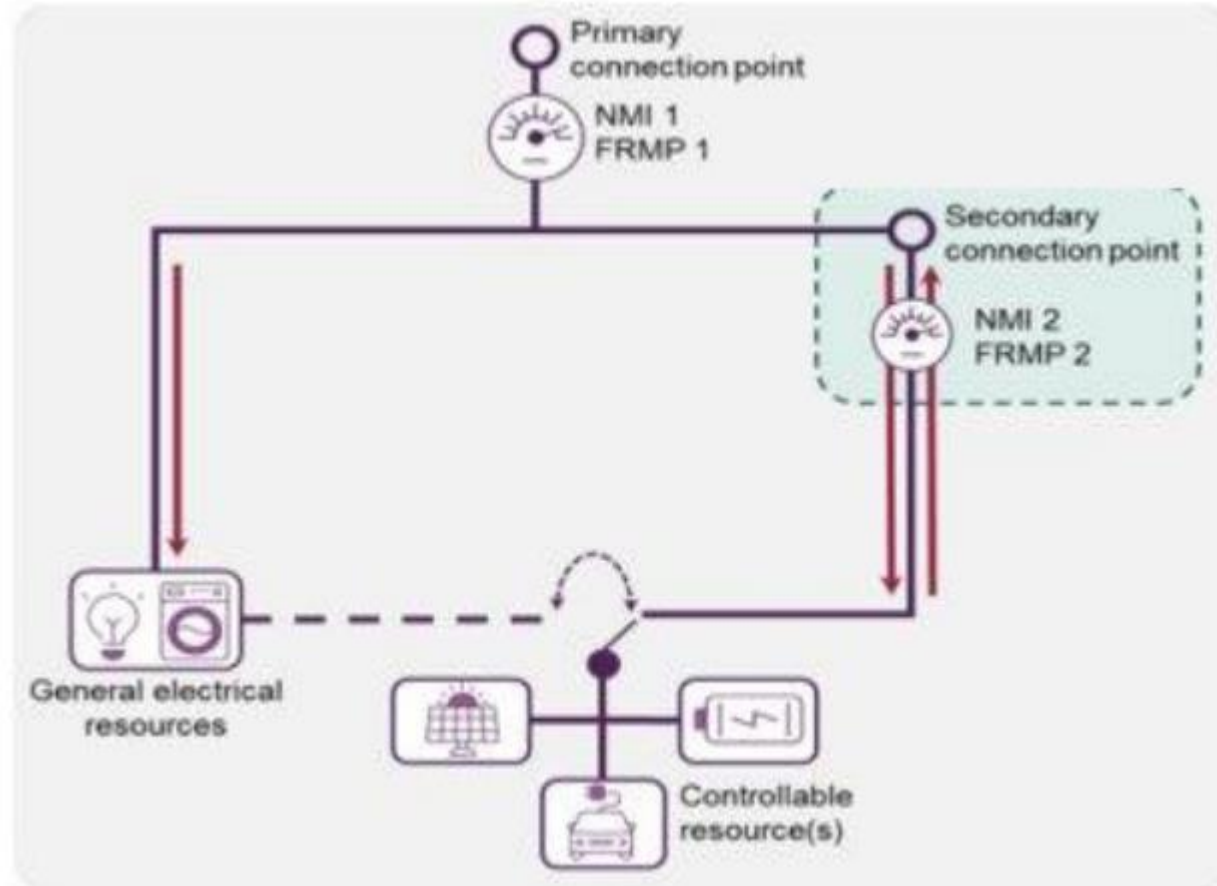 Primary
connection point
NMI 1
FRMP 1
Secondary
connection point
NMI 2
FRMP 2
General electrical
resources
Controllable
resource(s)